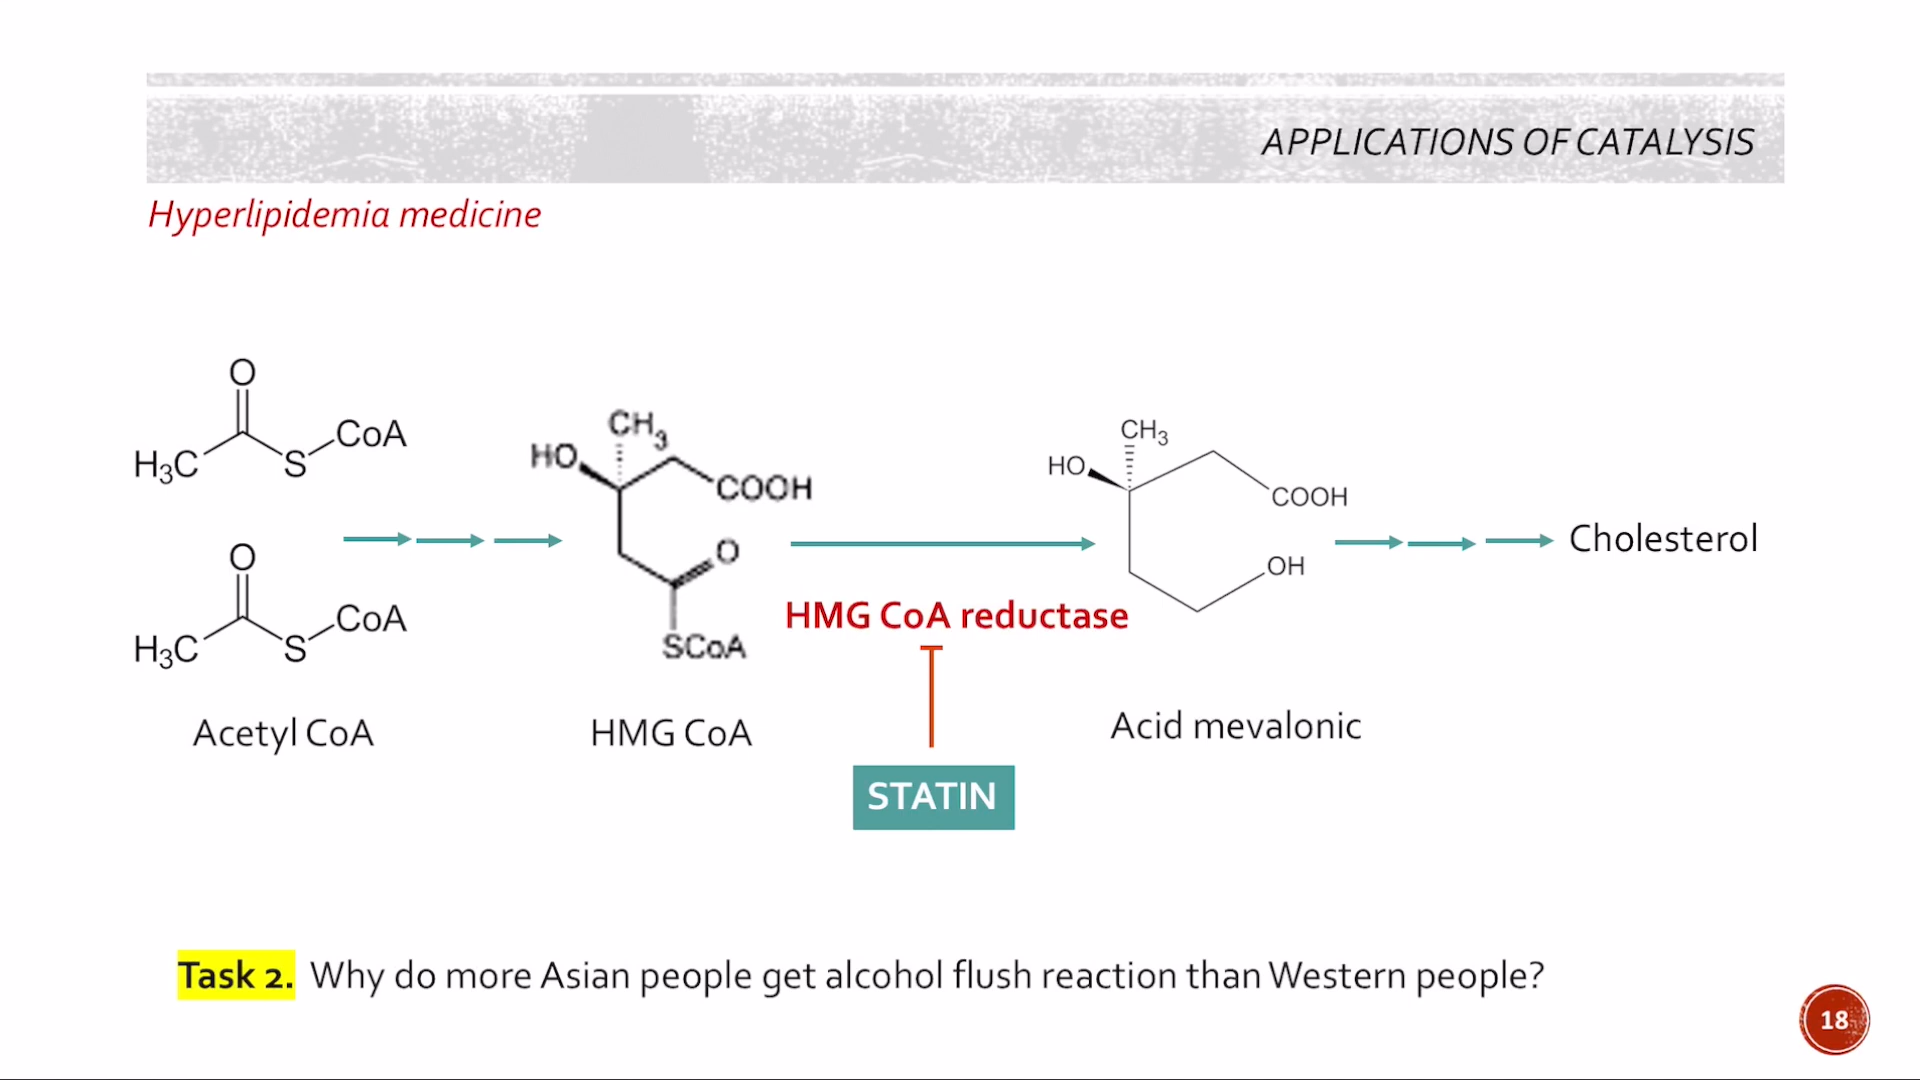 APPLICATIONS OF CATALYSIS
Hyperlipidemia medicine
O
CoA
H₃C
S
O
CoA
H₃C
S
Acetyl CoA
CH₃
HO
COOH
O
SCoA
HMG CoA
HMG CoA reductase
STATIN
CH₃
HO
COOH
OH
Acid mevalonic
Cholesterol
Task 2. Why do more Asian people get alcohol flush reaction than Western people?
18